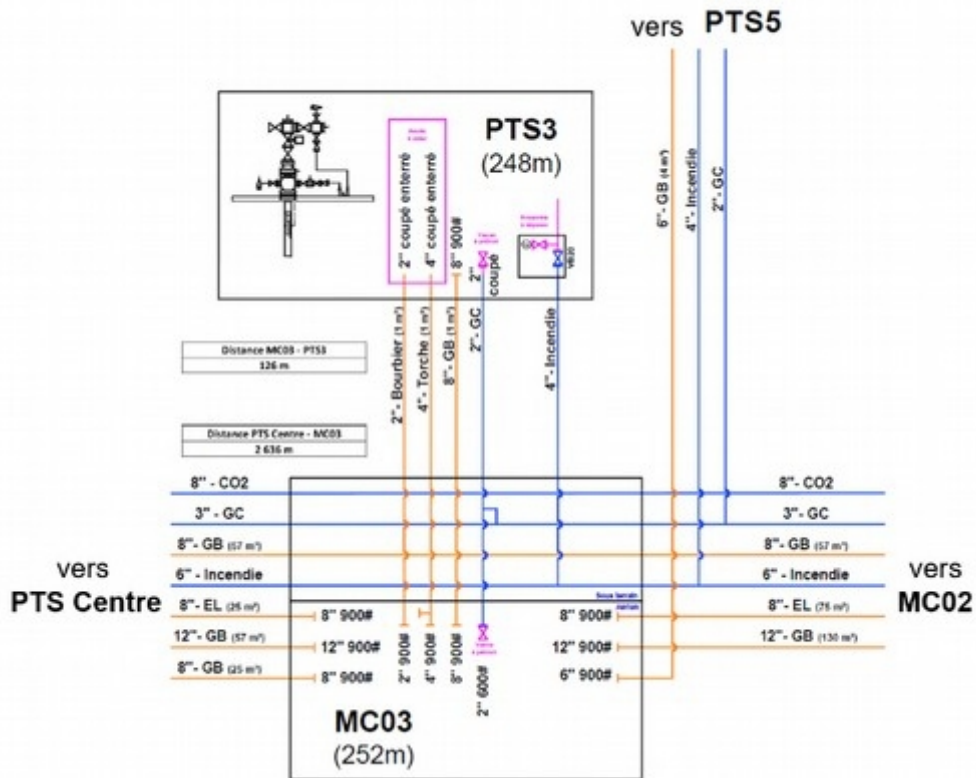 vers PTS5
PTS3
(248m)
2" coupé enterré
4" coupé enterré
8" 900#
2"
coupé
VB20
6"- GB (4 m³)
4"- Incendie
2"- GC
2"- Bourbier (1 m³)
4"- Torche (1 m³)
8"- GB (1 m³)
2"- GC
4"- Incendie
Distance MC03 - PTS3
126 m
Distance PTS Centre - MC03
2 636 m
8"- CO2
8"- CO2
3"- GC
3"- GC
8"- GB (57 m³)
8"- GB (57 m³)
6"- Incendie
6"- Incendie
vers
PTS Centre
vers
MC02
Sous terrain
8"- EL (25 m³)
8" 900#
8" 900#
8"- EL (75 m³)
12"- GB (57 m³)
12" 900#
12" 900#
12"- GB (130 m³)
8"- GB (25 m³)
8" 900#
6" 900#
2" 900#
4" 900#
8" 900#
2" 600#
MC03
(252m)